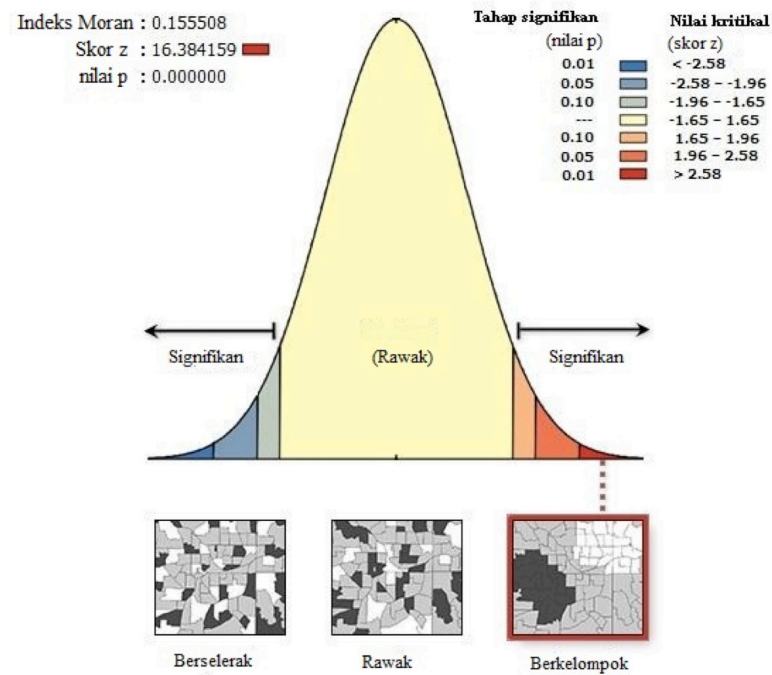 Indeks Moran : 0.155508
Skor z : 16.384159
nilai p : 0.000000
Tahap signifikan
(nilai p)
Nilai kritikal
(skor z)
0.01 < -2.58
0.05 -2.58 – -1.96
0.10 -1.96 – -1.65
--- -1.65 – 1.65
0.10 1.65 – 1.96
0.05 1.96 – 2.58
0.01 > 2.58
Signifikan
(Rawak)
Signifikan
Berselerak
Rawak
Berkelompok